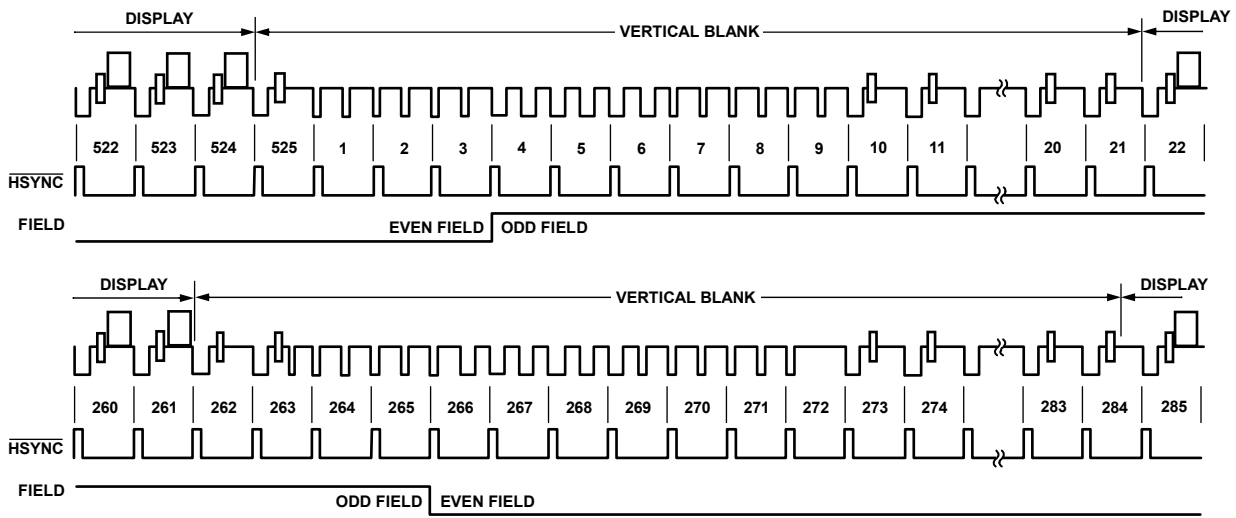 DISPLAY VERTICAL BLANK DISPLAY
522 523 524 525 1 2 3 4 5 6 7 8 9 10 11 20 21 22
HSYNC
FIELD EVEN FIELD ODD FIELD
DISPLAY VERTICAL BLANK DISPLAY
260 261 262 263 264 265 266 267 268 269 270 271 272 273 274 283 284 285
HSYNC
FIELD ODD FIELD EVEN FIELD